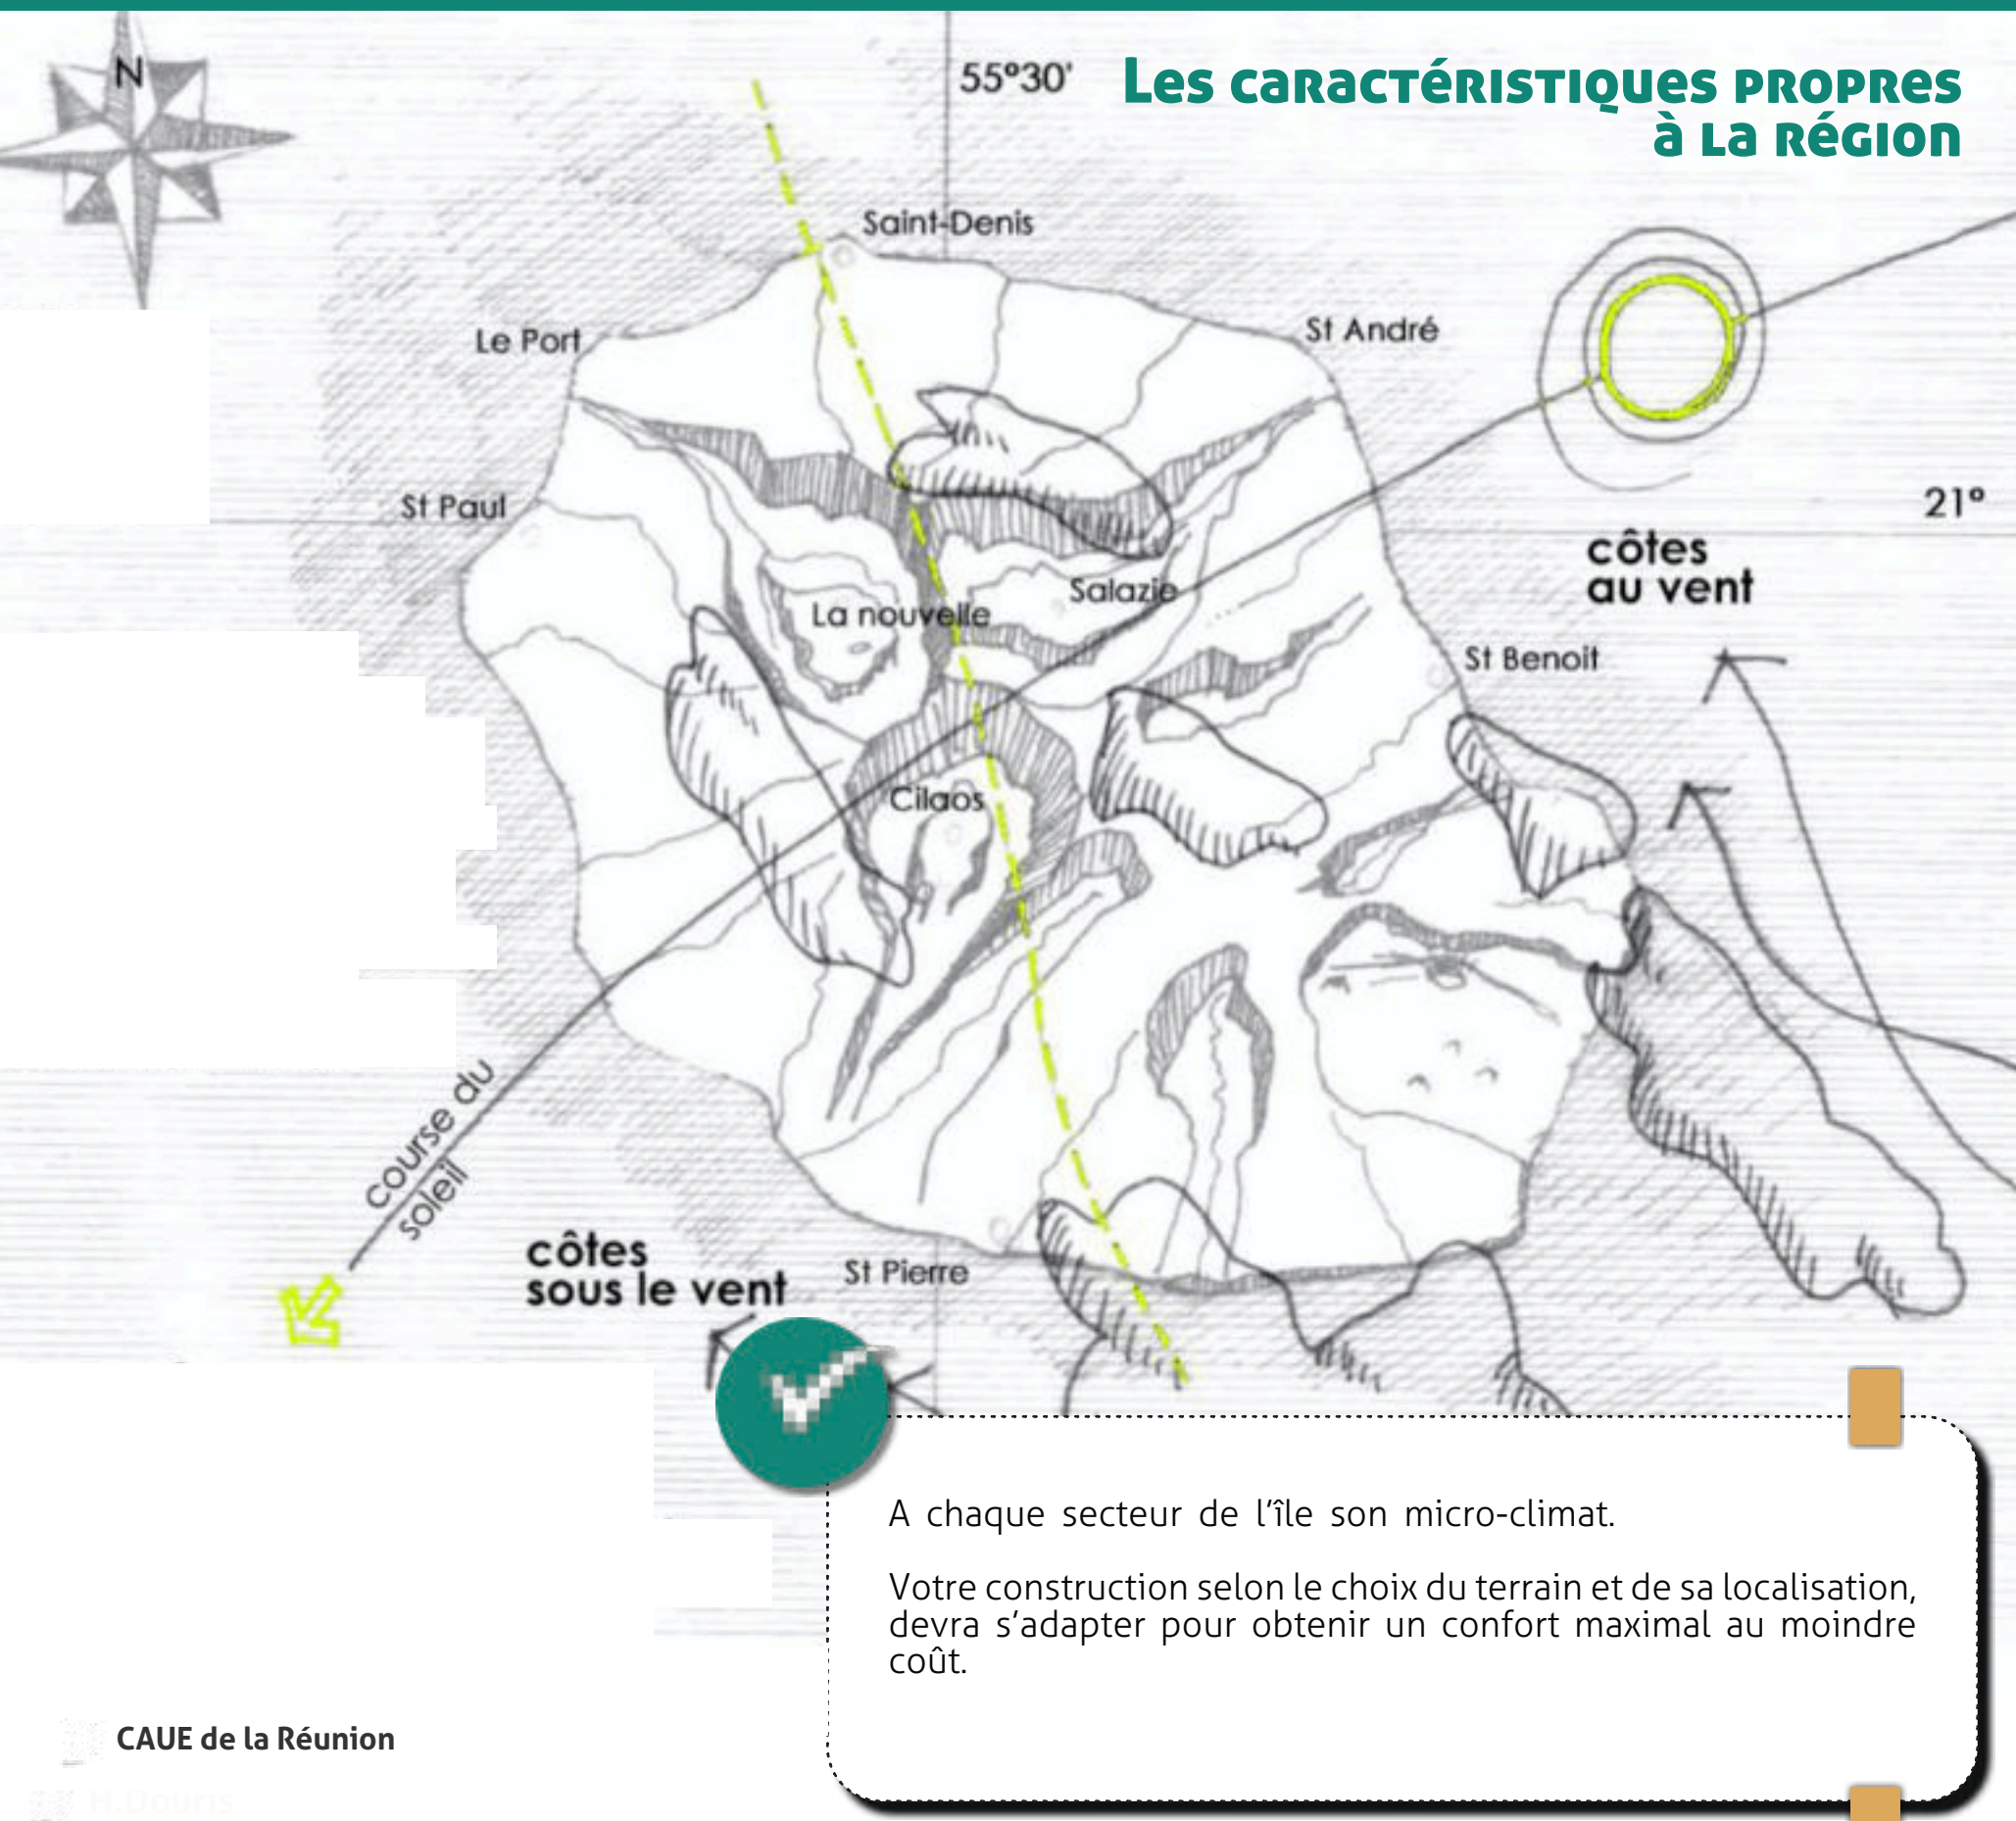 N
55°30'
Les caractéristiques propres
à la région
Saint-Denis
Le Port
St André
St Paul
21°
côtes
au vent
La nouvelle
Salazie
St Benoit
Cilaos
course du
soleil
côtes
sous le vent
St Pierre
A chaque secteur de l'île son micro-climat.
Votre construction selon le choix du terrain et de sa localisation,
devra s'adapter pour obtenir un confort maximal au moindre
coût.
CAUE de la Réunion
H.Douris